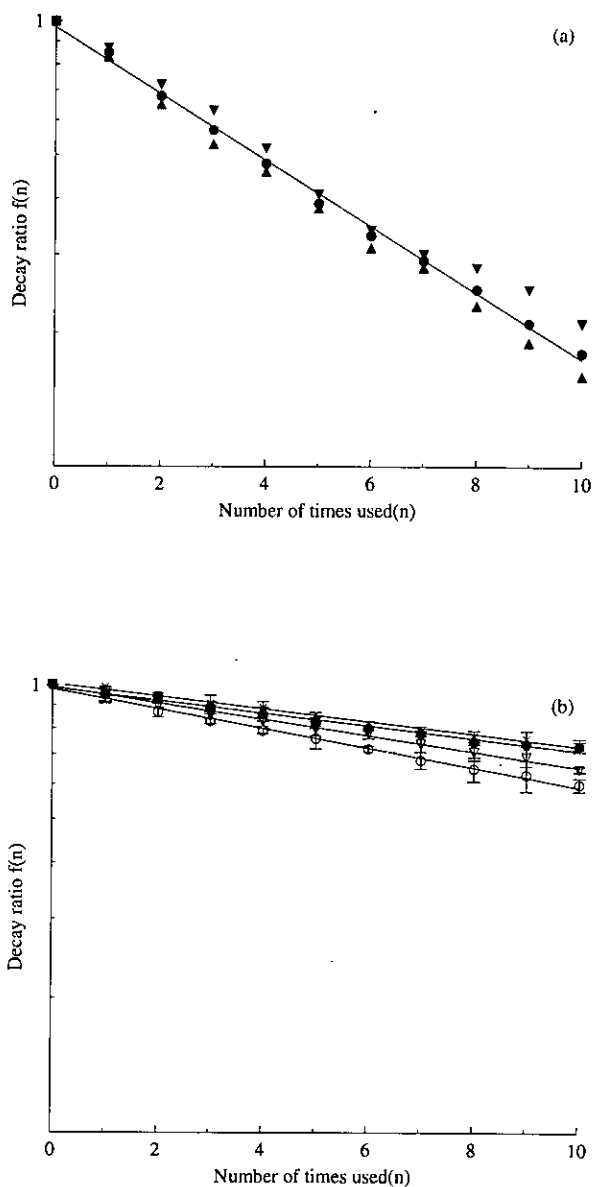 (a)
1
Decay ratio f(n)
0 2 4 6 8 10
Number of times used(n)
(b)
1
Decay ratio f(n)
0 2 4 6 8 10
Number of times used(n)